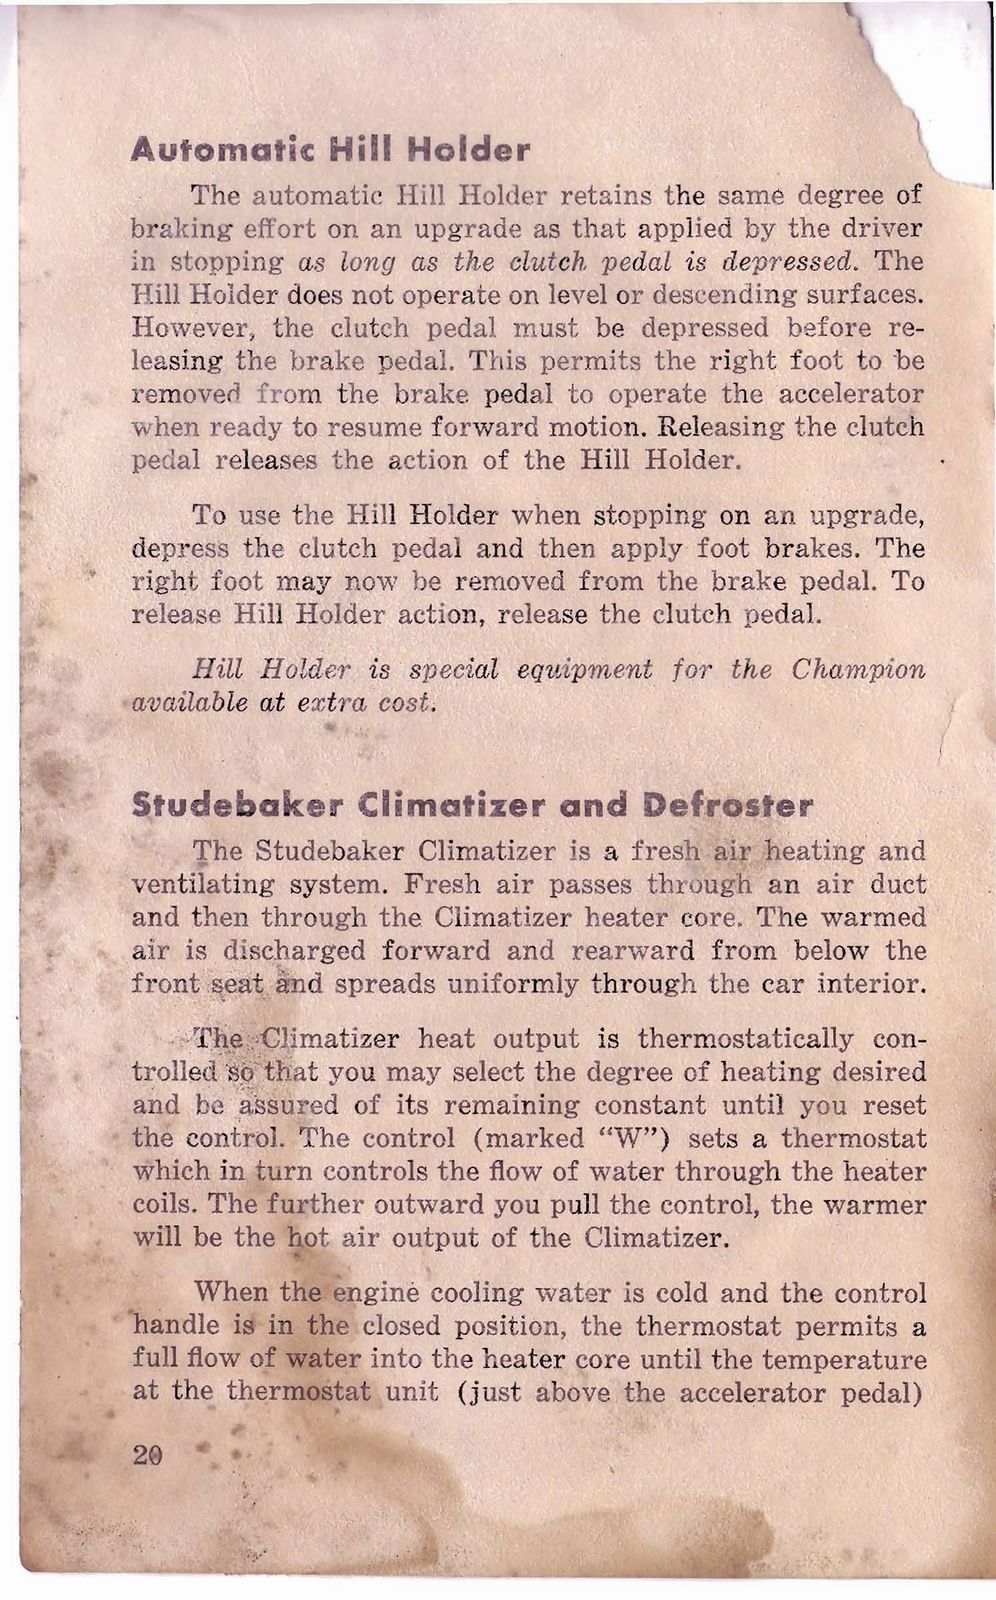 Automatic Hill Holder
The automatic Hill Holder retains the same degree of
braking effort on an upgrade as that applied by the driver
in stopping as long as the clutch pedal is depressed. The
Hill Holder does not operate on level or descending surfaces.
However, the clutch pedal must be depressed before re-
leasing the brake pedal. This permits the right foot to be
removed from the brake pedal to operate the accelerator
when ready to resume forward motion. Releasing the clutch
pedal releases the action of the Hill Holder.
To use the Hill Holder when stopping on an upgrade,
depress the clutch pedal and then apply foot brakes. The
right foot may now be removed from the brake pedal. To
release Hill Holder action, release the clutch pedal.
Hill Holder is special equipment for the Champion
available at extra cost.
Studebaker Climatizer and Defroster
The Studebaker Climatizer is a fresh air heating and
ventilating system. Fresh air passes through an air duct
and then through the Climatizer heater core. The warmed
air is discharged forward and rearward from below the
front seat and spreads uniformly through the car interior.
The Climatizer heat output is thermostatically con-
trolled so that you may select the degree of heating desired
and be assured of its remaining constant until you reset
the control. The control (marked “W”) sets a thermostat
which in turn controls the flow of water through the heater
coils. The further outward you pull the control, the warmer
will be the hot air output of the Climatizer.
When the engine cooling water is cold and the control
handle is in the closed position, the thermostat permits a
full flow of water into the heater core until the temperature
at the thermostat unit (just above the accelerator pedal)
20